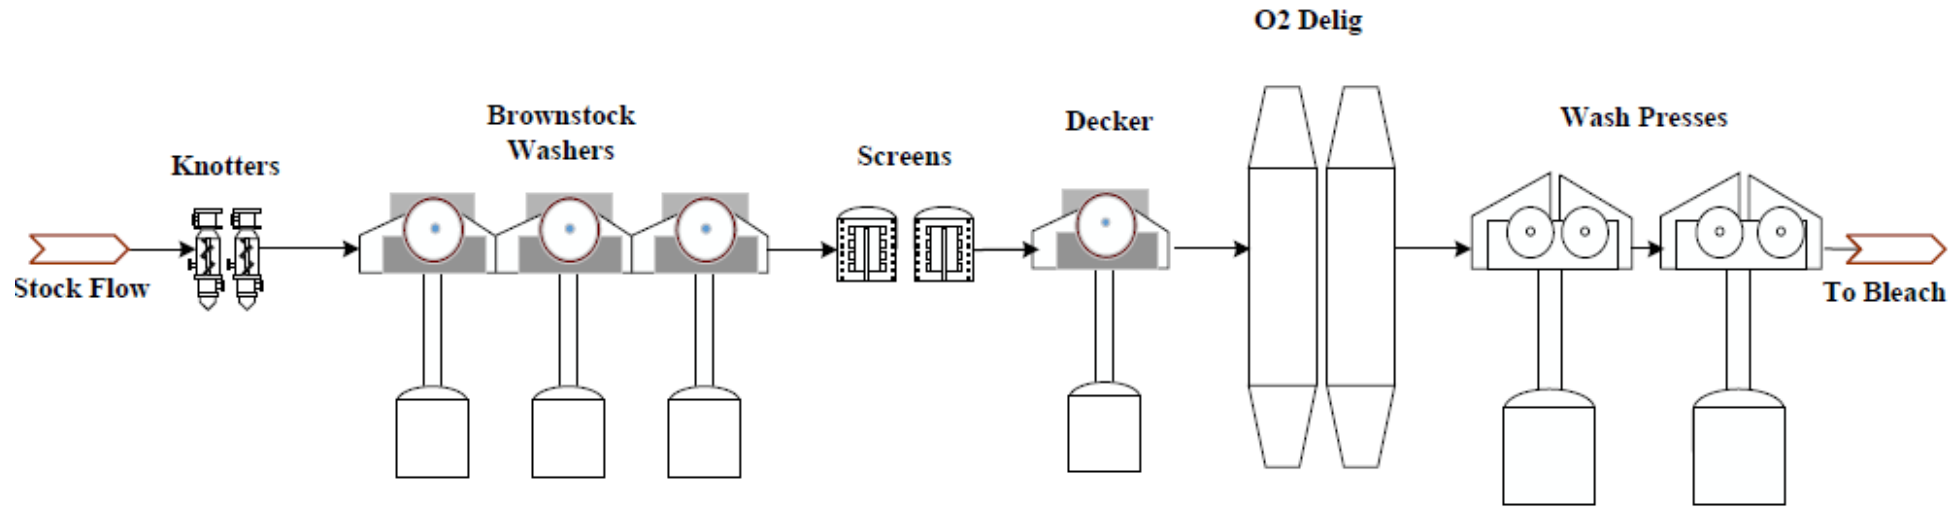 O2 Delig
Brownstock
Washers
Decker
Wash Presses
Screens
Knotters
Stock Flow
To Bleach